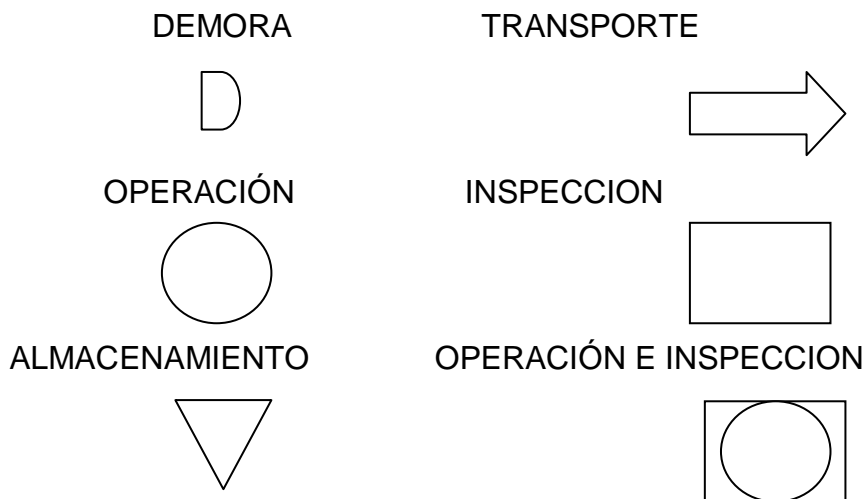 DEMORA TRANSPORTE
OPERACIÓN INSPECCION
ALMACENAMIENTO OPERACIÓN E INSPECCION